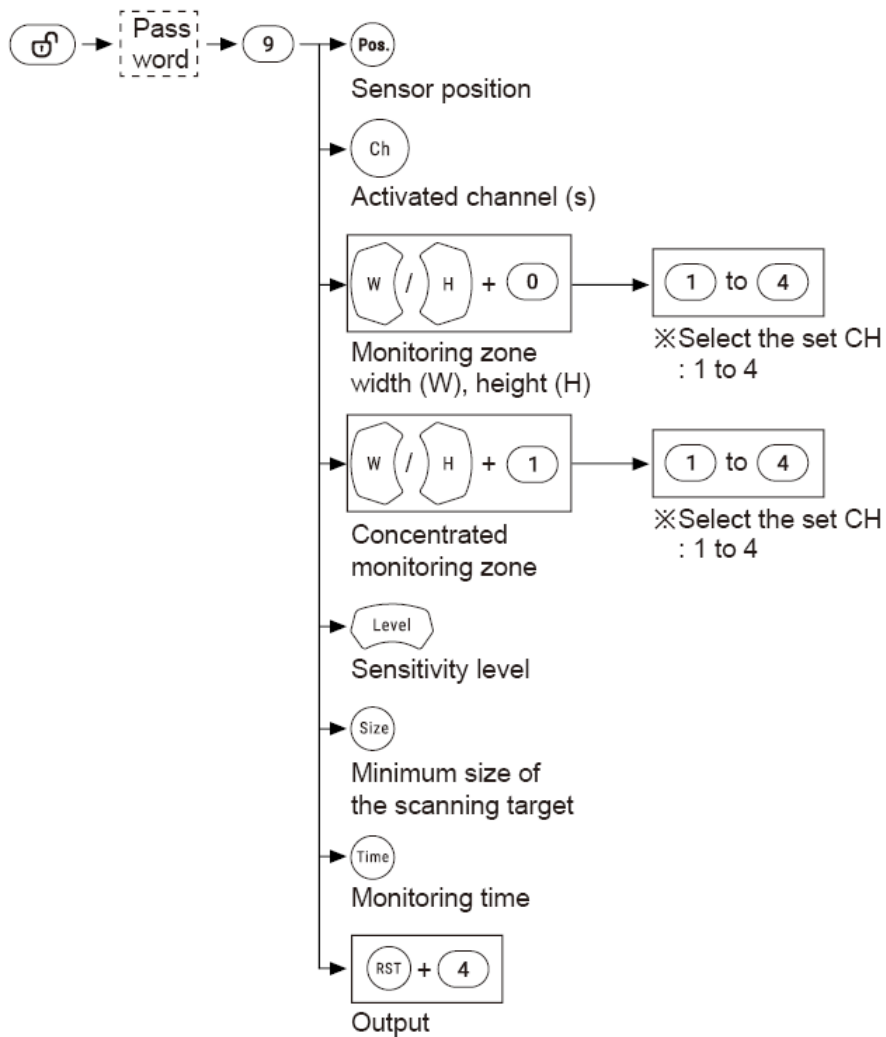 Pass
word
9
Pos.
Sensor position
Ch
Activated channel (s)
W / H + 0
1 to 4
Monitoring zone
width (W), height (H)
※Select the set CH
: 1 to 4
W / H + 1
1 to 4
Concentrated
monitoring zone
※Select the set CH
: 1 to 4
Level
Sensitivity level
Size
Minimum size of
the scanning target
Time
Monitoring time
RST + 4
Output